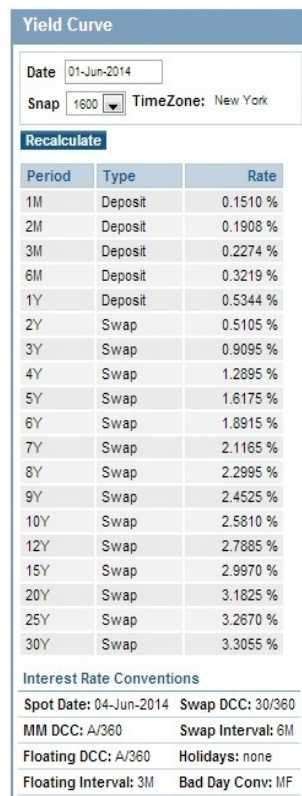 Yield Curve
Date 01-Jun-2014
Snap 1600 TimeZone: New York
Recalculate
Period Type Rate
1M Deposit 0.1510 %
2M Deposit 0.1908 %
3M Deposit 0.2274 %
6M Deposit 0.3219 %
1Y Deposit 0.5344 %
2Y Swap 0.5105 %
3Y Swap 0.9095 %
4Y Swap 1.2895 %
5Y Swap 1.6175 %
6Y Swap 1.8915 %
7Y Swap 2.1165 %
8Y Swap 2.2995 %
9Y Swap 2.4525 %
10Y Swap 2.5810 %
12Y Swap 2.7885 %
15Y Swap 2.9970 %
20Y Swap 3.1825 %
25Y Swap 3.2670 %
30Y Swap 3.3055 %
Interest Rate Conventions
Spot Date: 04-Jun-2014 Swap DCC: 30/360
MM DCC: A/360 Swap Interval: 6M
Floating DCC: A/360 Holidays: none
Floating Interval: 3M Bad Day Conv: MF